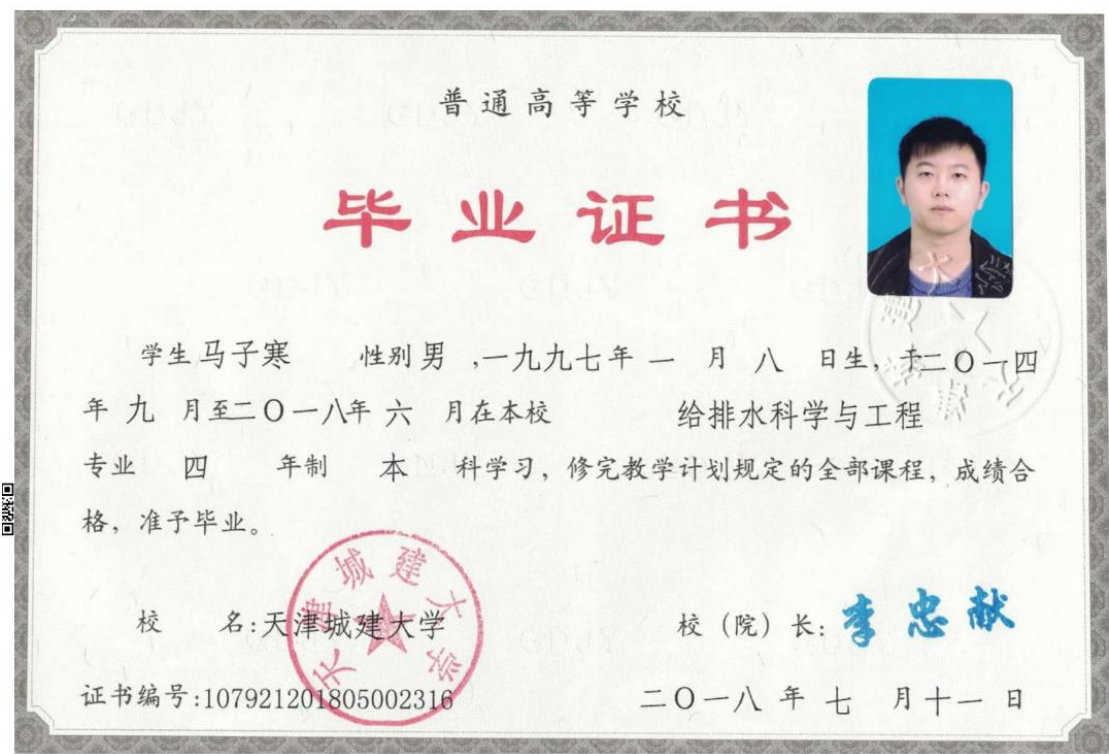 普通高等学校
毕业证书
学生 马子寒 性别 男 ,一九九七年 一 月 八 日生, 于二〇一四
年 九 月至二〇一八年 六 月在本校 给排水科学与工程
专业 四 年制 本 科学习, 修完教学计划规定的全部课程, 成绩合
格, 准予毕业。
天津城建大学
校 名:天津城建大学 校 (院) 长: 李忠献
证书编号:107921201805002316 二〇一八 年 七 月十一 日